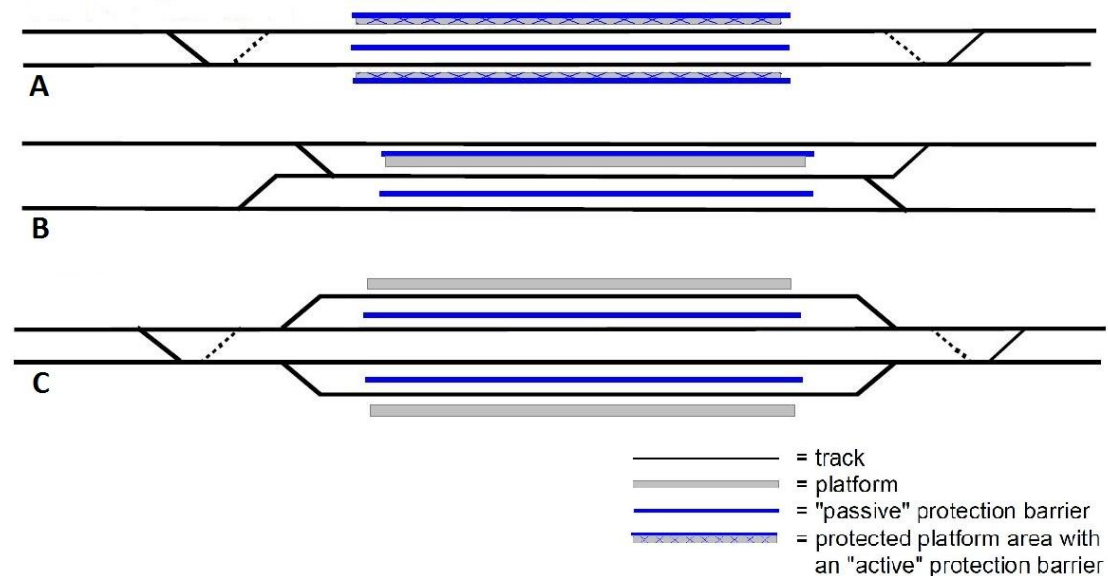 A
B
C
= track
= platform
= "passive" protection barrier
= protected platform area with
an "active" protection barrier